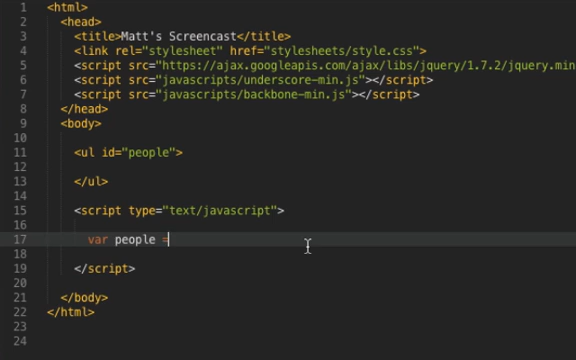 1 <html>
2 <head>
3 <title>Matt's Screencast</title>
4 <link rel="stylesheet" href="stylesheets/style.css">
5 <script src="https://ajax.googleapis.com/ajax/libs/jquery/1.7.2/jquery.min
6 <script src="javascripts/underscore-min.js"></script>
7 <script src="javascripts/backbone-min.js"></script>
8 </head>
9 <body>
10
11 <ul id="people">
12
13 </ul>
14
15 <script type="text/javascript">
16
17 var people =
18
19 </script>
20
21 </body>
22 </html>
23
24